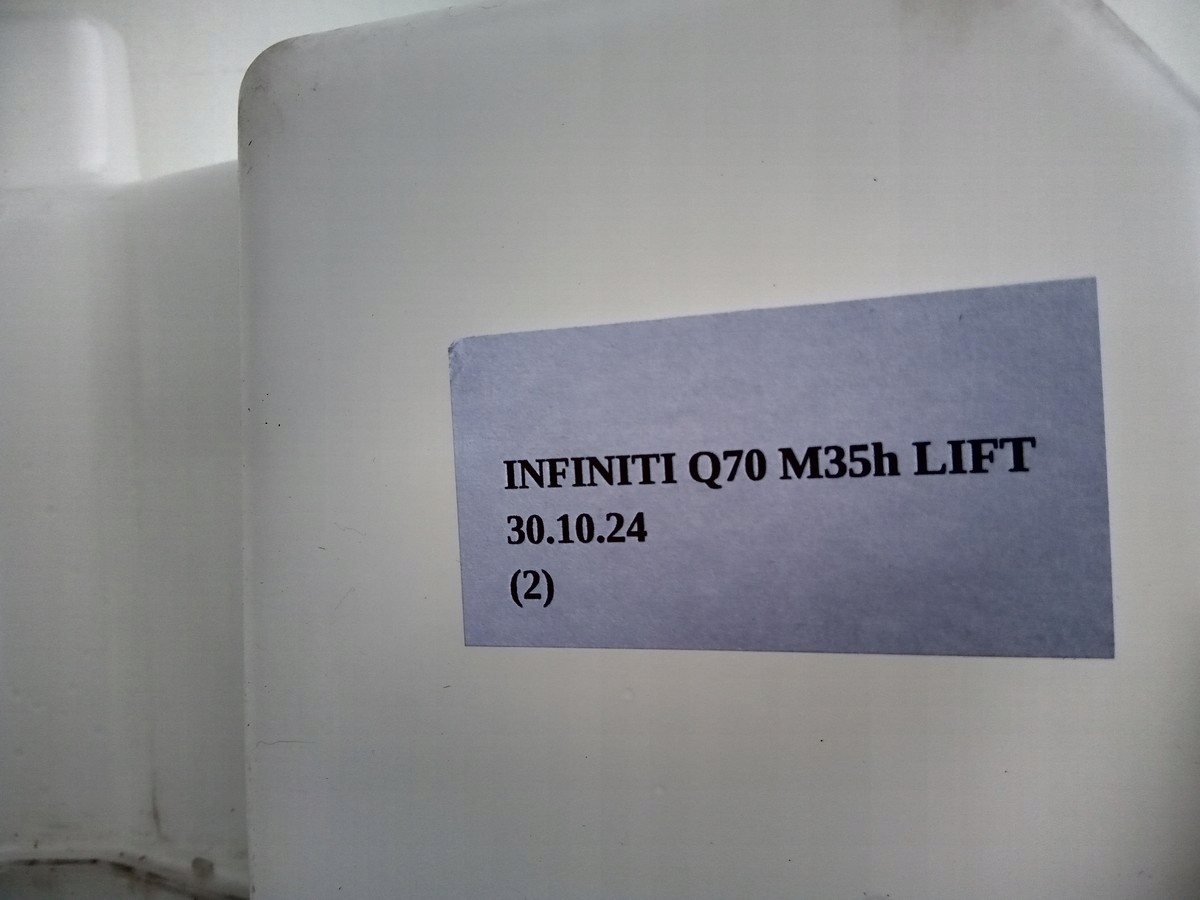 INFINITI Q70 M35h LIFT
30.10.24
(2)